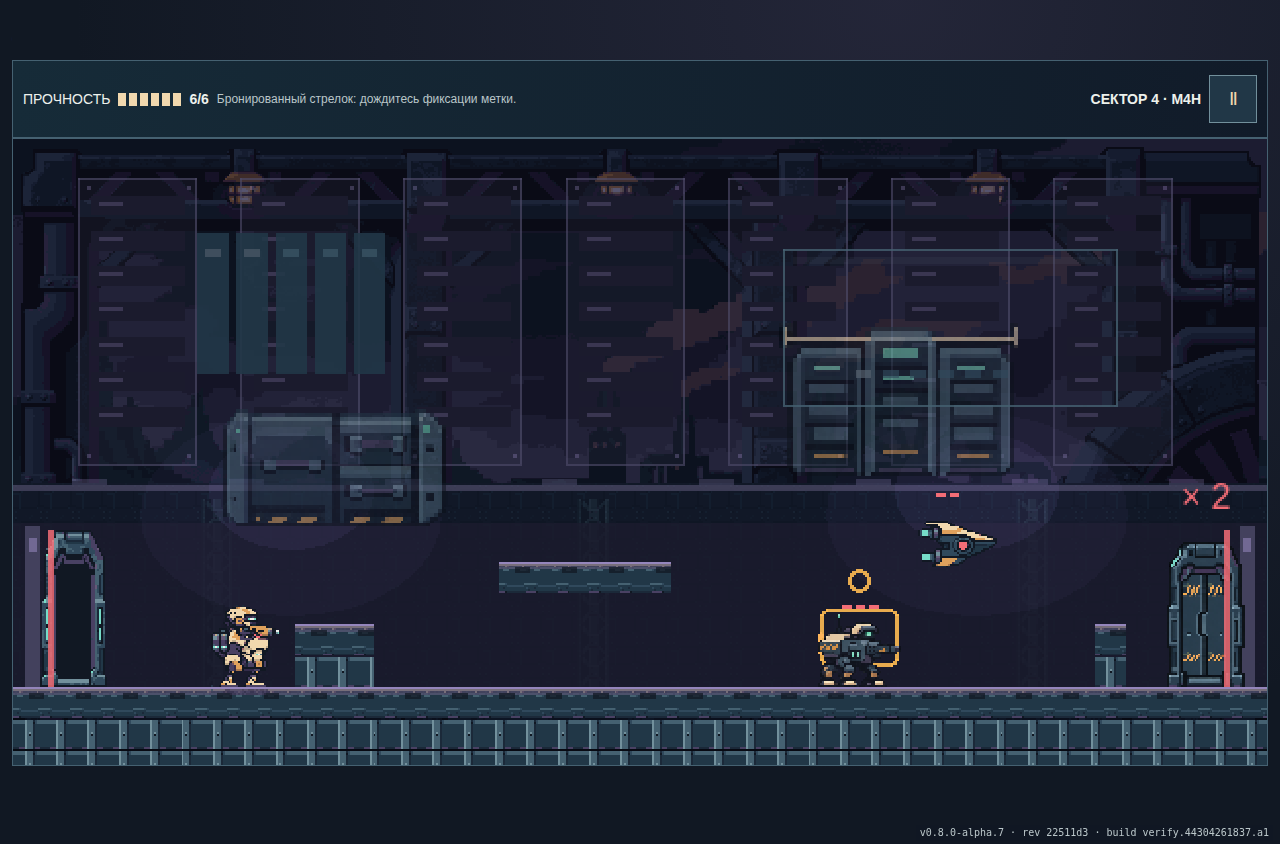 ПРОЧНОСТЬ 6/6 Бронированный стрелок: дождитесь фиксации метки.
СЕКТОР 4 · М4Н
II
× 2
v0.8.0-alpha.7 · rev 22511d3 · build verify.44304261837.a1